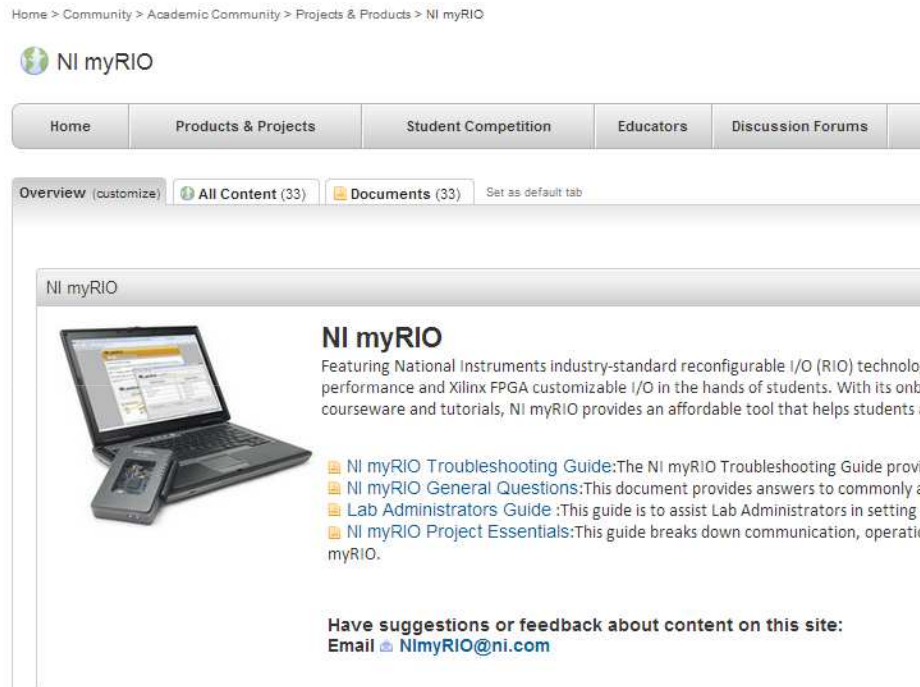 Home > Community > Academic Community > Projects & Products > NI myRIO
NI myRIO
Home Products & Projects Student Competition Educators Discussion Forums
Overview (customize) All Content (33) Documents (33) Set as default tab
NI myRIO
NI myRIO
Featuring National Instruments industry-standard reconfigurable I/O (RIO) technolo
performance and Xilinx FPGA customizable I/O in the hands of students. With its onb
courseware and tutorials, NI myRIO provides an affordable tool that helps students
NI myRIO Troubleshooting Guide:The NI myRIO Troubleshooting Guide provi
NI myRIO General Questions:This document provides answers to commonly a
Lab Administrators Guide :This guide is to assist Lab Administrators in setting
NI myRIO Project Essentials:This guide breaks down communication, operatio
myRIO.
Have suggestions or feedback about content on this site:
Email NImyRIO@ni.com